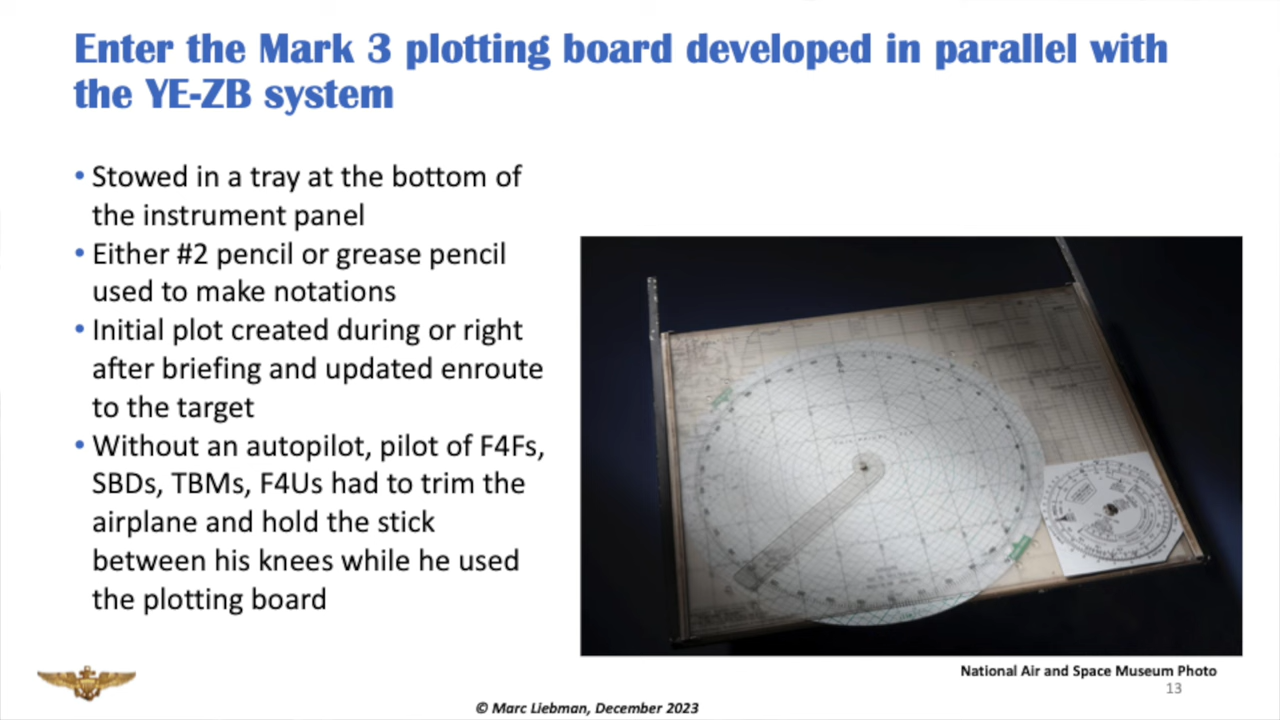 Enter the Mark 3 plotting board developed in parallel with
the YE-ZB system
• Stowed in a tray at the bottom of
the instrument panel
• Either #2 pencil or grease pencil
used to make notations
• Initial plot created during or right
after briefing and updated enroute
to the target
• Without an autopilot, pilot of F4Fs,
SBDs, TBMs, F4Us had to trim the
airplane and hold the stick
between his knees while he used
the plotting board
National Air and Space Museum Photo
13
© Marc Liebman, December 2023